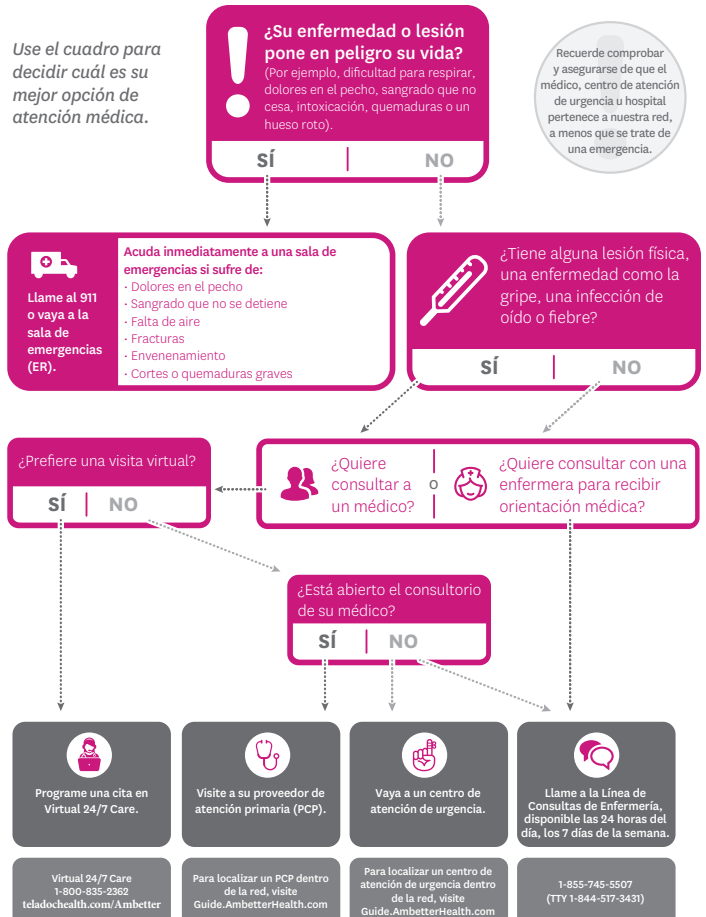 Use el cuadro para
decidir cuál es su
mejor opción de
atención médica.
¿Su enfermedad o lesión
pone en peligro su vida?
(Por ejemplo, dificultad para respirar,
dolores en el pecho, sangrado que no
cesa, intoxicación, quemaduras o un
hueso roto).
SÍ
NO
Recuerde comprobar
y asegurarse de que el
médico, centro de atención
de urgencia u hospital
pertenece a nuestra red,
a menos que se trate de
una emergencia.
Llame al 911
o vaya a la
sala de
emergencias
(ER).
Acuda inmediatamente a una sala de
emergencias si sufre de:
· Dolores en el pecho
· Sangrado que no se detiene
· Falta de aire
· Fracturas
· Envenenamiento
· Cortes o quemaduras graves
¿Tiene alguna lesión física,
una enfermedad como la
gripe, una infección de
oído o fiebre?
SÍ
NO
¿Prefiere una visita virtual?
SÍ
NO
¿Quiere
consultar a
un médico?
o
¿Quiere consultar con una
enfermera para recibir
orientación médica?
¿Está abierto el consultorio
de su médico?
SÍ
NO
Programe una cita en
Virtual 24/7 Care.
Visite a su proveedor de
atención primaria (PCP).
Vaya a un centro de
atención de urgencia.
Llame a la Línea de
Consultas de Enfermería,
disponible las 24 horas del
día, los 7 días de la semana.
Virtual 24/7 Care
1-800-835-2362
teladochealth.com/Ambetter
Para localizar un PCP dentro
de la red, visite
Guide.AmbetterHealth.com
Para localizar un centro de
atención de urgencia dentro
de la red, visite
Guide.AmbetterHealth.com
1-855-745-5507
(TTY 1-844-517-3431)